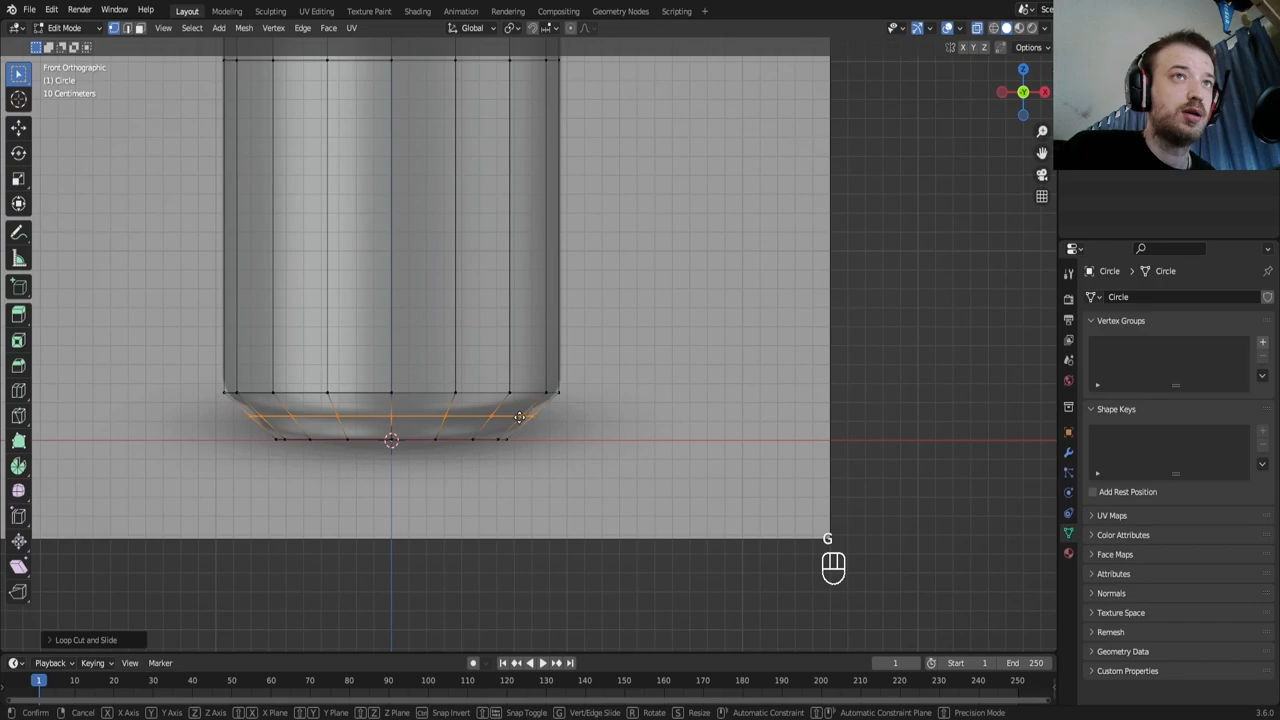 File Edit Render Window Help Layout Modeling Sculpting UV Editing Texture Paint Shading Animation Rendering Compositing Geometry Nodes Scripting + Sce
Edit Mode View Select Add Mesh Vertex Edge Face UV Global
X Y Z Options
Front Orthographic
(1) Circle
10 Centimeters
Z
Y X
Circle Circle
Circle
Vertex Groups
Shape Keys
Add Rest Position
UV Maps
Color Attributes
Face Maps
Attributes
Normals
Texture Space
Remesh
Geometry Data
Custom Properties
G
Loop Cut and Slide
Playback Keying View Marker 1 Start 1 End 250
1 10 20 30 40 50 60 70 80 90 100 110 120 130 140 150 160 170 180 190 200 210 220 230 240 250
Confirm Cancel X X Axis Y Y Axis Z Z Axis X X Plane Y Y Plane Z Z Plane Snap Invert Snap Toggle G Vert/Edge Slide R Rotate S Resize Automatic Constraint Automatic Constraint Plane Precision Mode 3.6.0